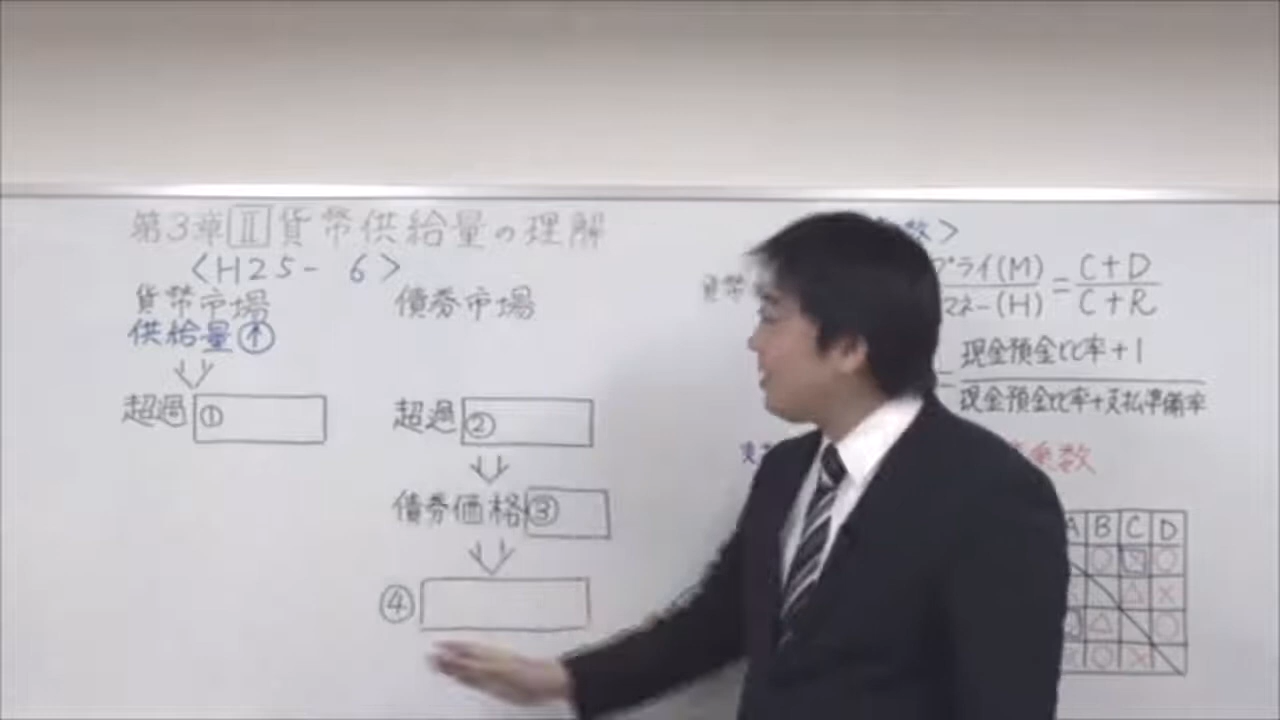 第3章 Ⅱ 貨幣供給量の理解
<H25- 6>
貨幣市場
供給量↑
超過 ①
債券市場
超過 ②
債券価格 ③
④
数>
貨幣
プライ(M) = C+D
マネー(H) C+R
= 現金預金比率+1
現金預金比率+支払準備率
乗数
A B C D